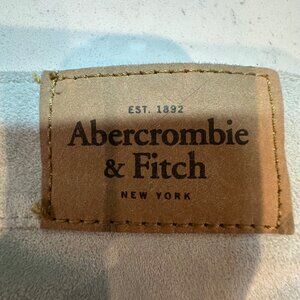 EST. 1892
Abercrombie
& Fitch
NEW YORK